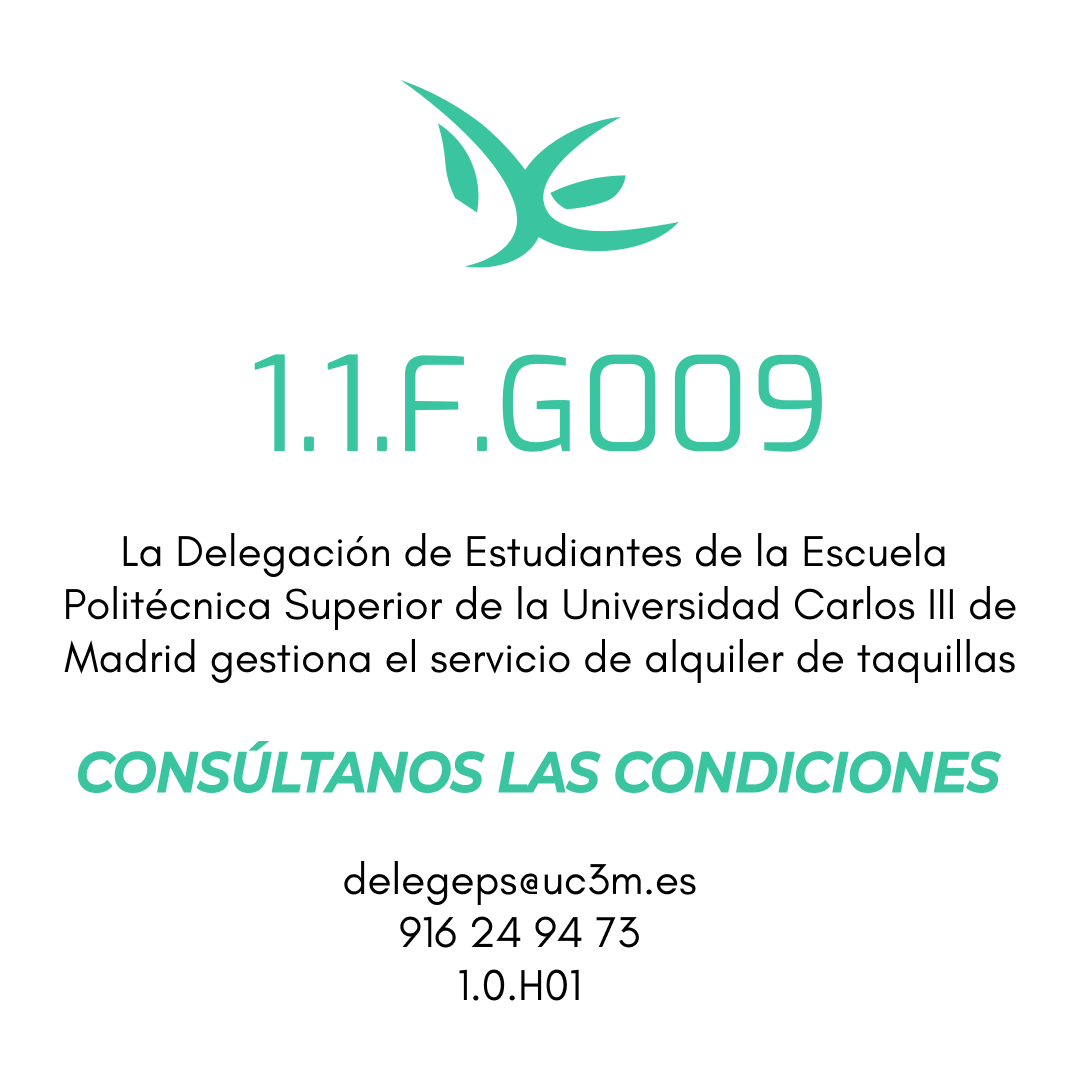 1.1.F.G009
La Delegación de Estudiantes de la Escuela
Politécnica Superior de la Universidad Carlos III de
Madrid gestiona el servicio de alquiler de taquillas
CONSÚLTANOS LAS CONDICIONES
delegeps@uc3m.es
916 24 94 73
1.0.H01